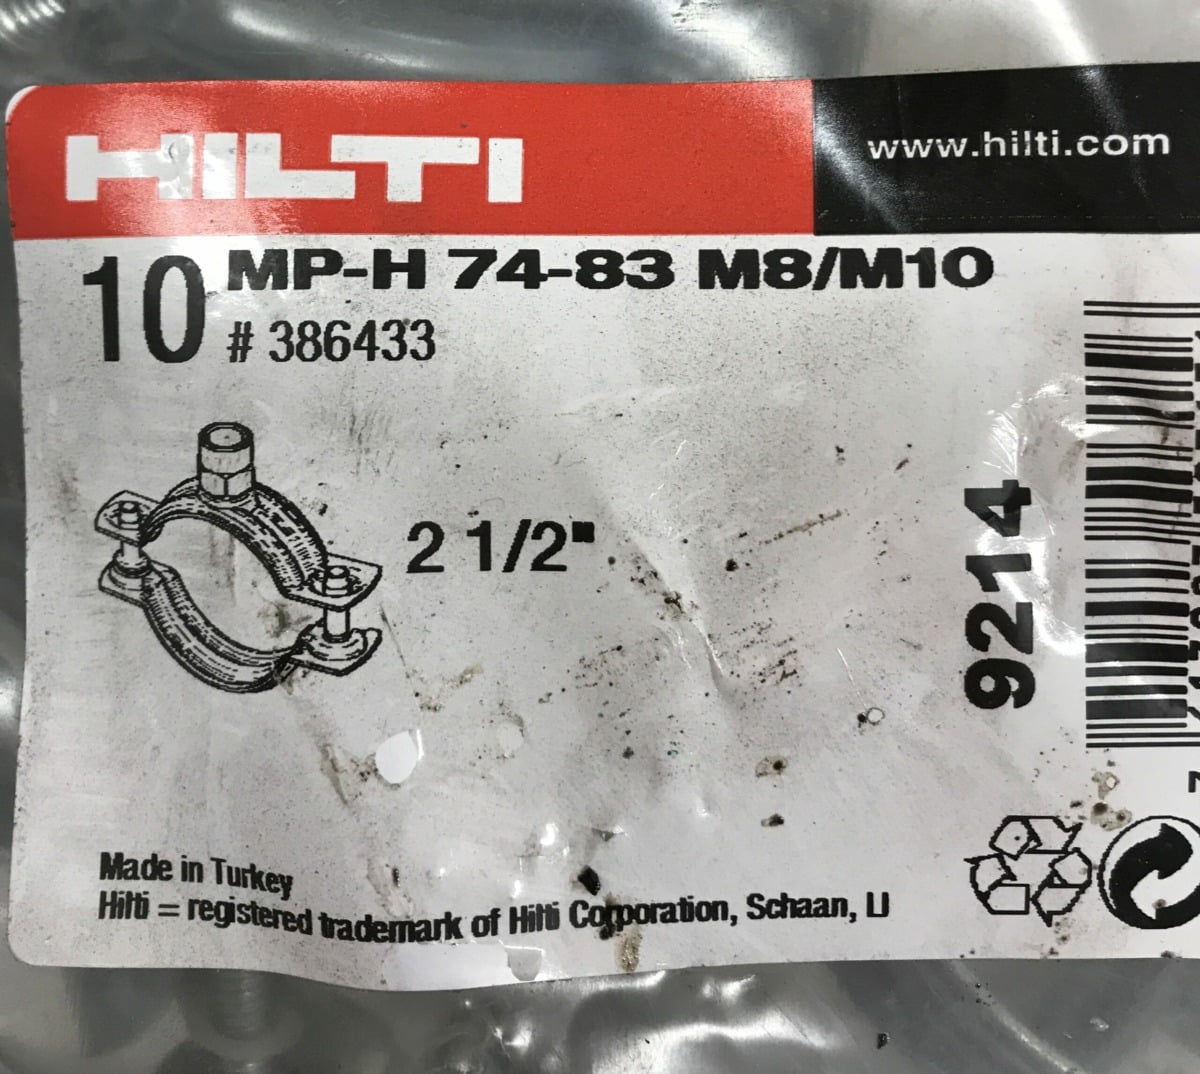 HILTI
www.hilti.com
10 MP-H 74-83 M8/M10
# 386433
2 1/2"
9214
Made in Turkey
Hilti = registered trademark of Hilti Corporation, Schaan, LI